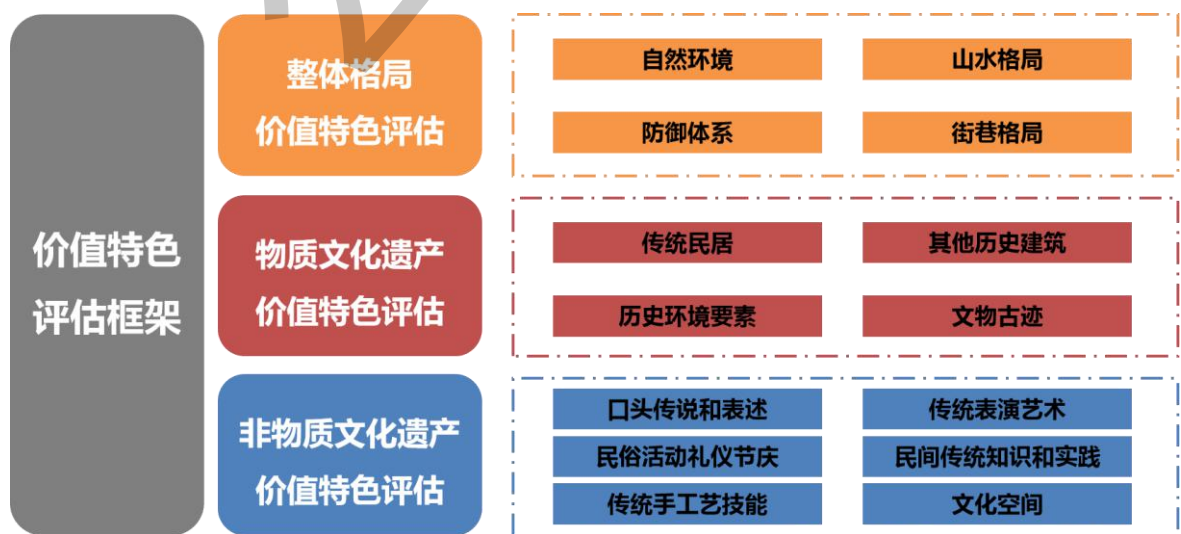 价值特色
评估框架
整体格局
价值特色评估
自然环境
山水格局
防御体系
街巷格局
物质文化遗产
价值特色评估
传统民居
其他历史建筑
历史环境要素
文物古迹
非物质文化遗产
价值特色评估
口头传说和表述
传统表演艺术
民俗活动礼仪节庆
民间传统知识和实践
传统手工艺技能
文化空间